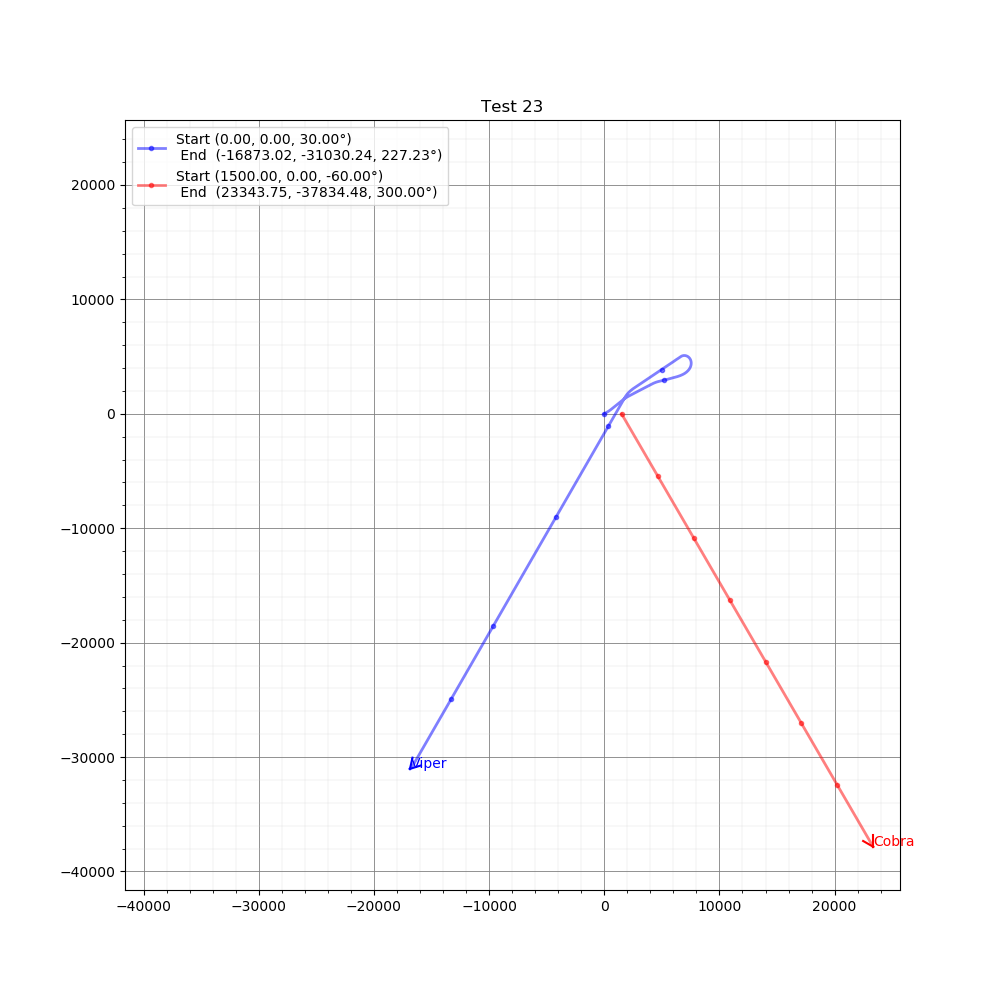 Test 23
Start (0.00, 0.00, 30.00°)
End (-16873.02, -31030.24, 227.23°)
Start (1500.00, 0.00, -60.00°)
End (23343.75, -37834.48, 300.00°)
20000
10000
0
−10000
−20000
−30000
−40000
Viper
Cobra
−40000 −30000 −20000 −10000 0 10000 20000